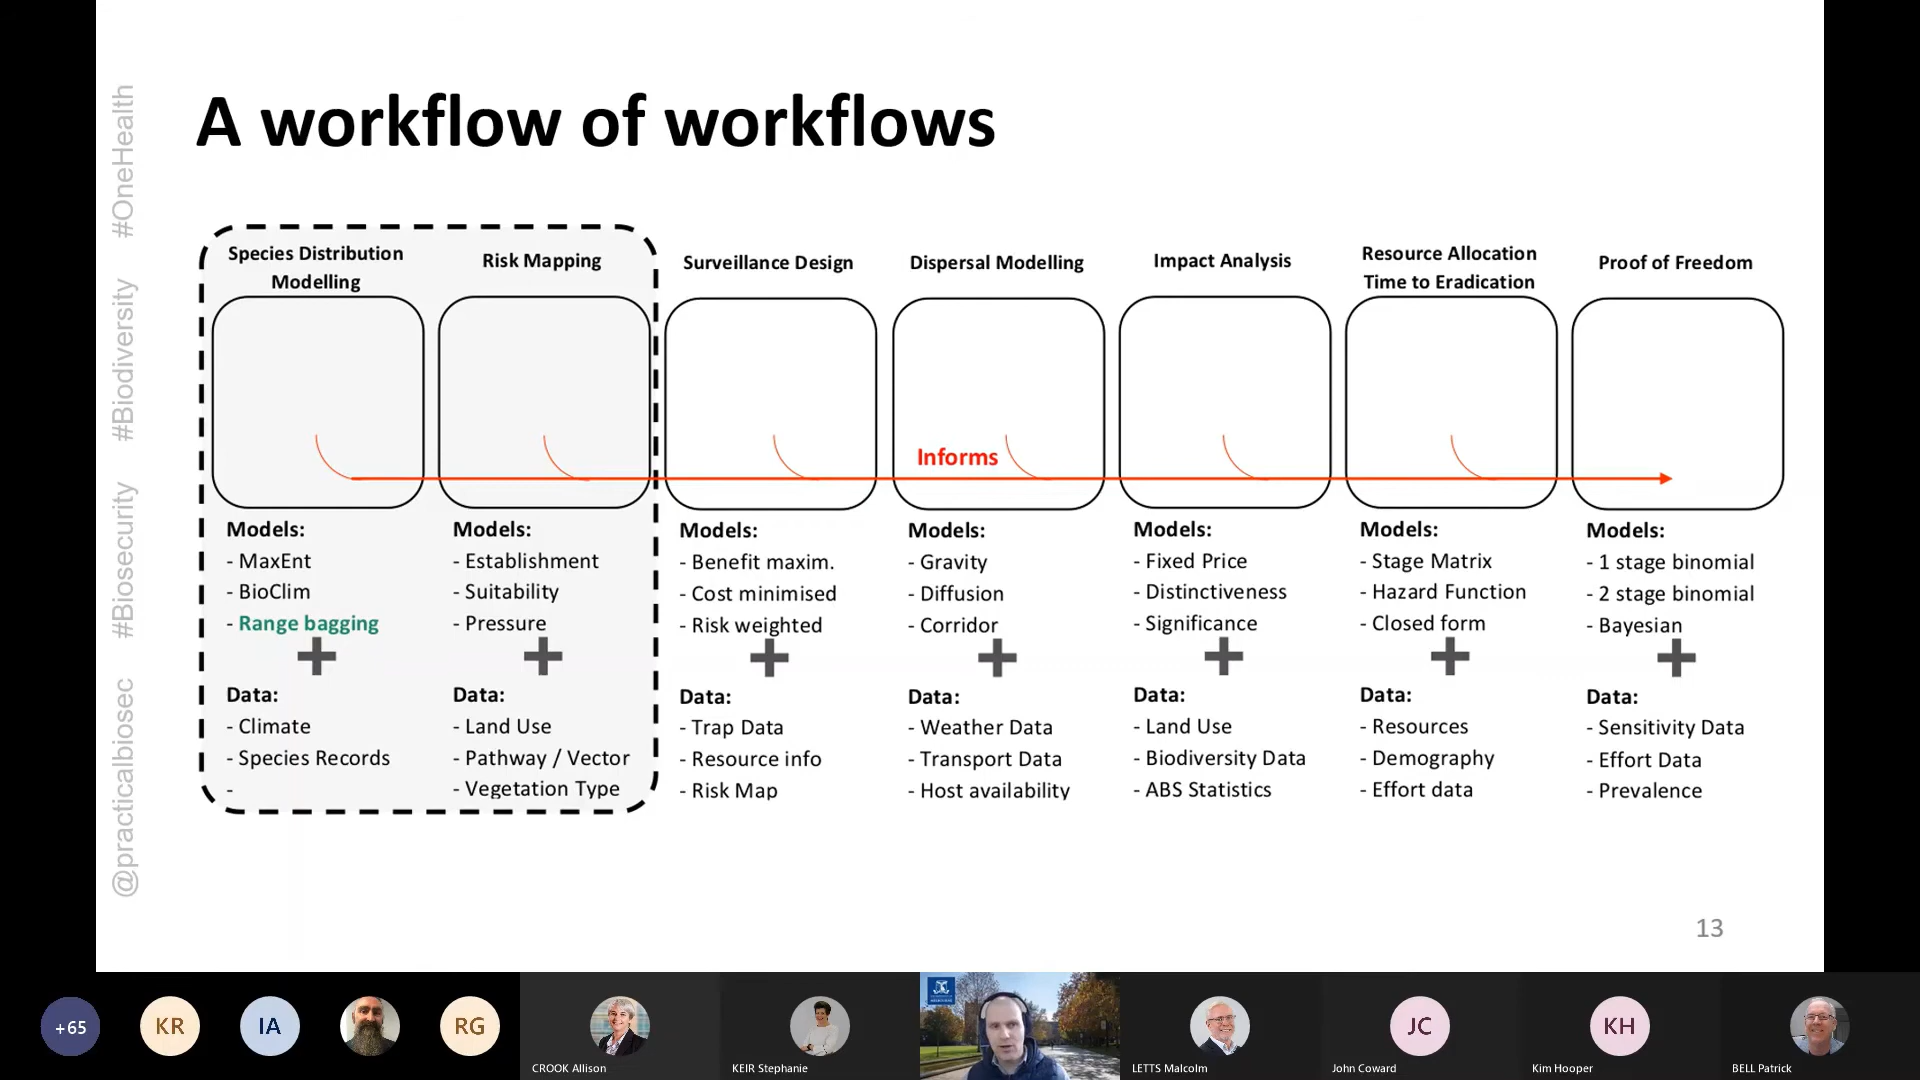 A workflow of workflows
#OneHealth
#Biodiversity
#Biosecurity
@practicalbiosec
Species Distribution
Modelling
Models:
- MaxEnt
- BioClim
- Range bagging
Data:
- Climate
- Species Records
-
Risk Mapping
Models:
- Establishment
- Suitability
- Pressure
Data:
- Land Use
- Pathway / Vector
- Vegetation Type
Surveillance Design
Models:
- Benefit maxim.
- Cost minimised
- Risk weighted
Data:
- Trap Data
- Resource info
- Risk Map
Dispersal Modelling
Informs
Models:
- Gravity
- Diffusion
- Corridor
Data:
- Weather Data
- Transport Data
- Host availability
Impact Analysis
Models:
- Fixed Price
- Distinctiveness
- Significance
Data:
- Land Use
- Biodiversity Data
- ABS Statistics
Resource Allocation
Time to Eradication
Models:
- Stage Matrix
- Hazard Function
- Closed form
Data:
- Resources
- Demography
- Effort data
Proof of Freedom
Models:
- 1 stage binomial
- 2 stage binomial
- Bayesian
Data:
- Sensitivity Data
- Effort Data
- Prevalence
13
+65
KR
IA
RG
CROOK Allison
KEIR Stephanie
LETTS Malcolm
JC
John Coward
KH
Kim Hooper
BELL Patrick